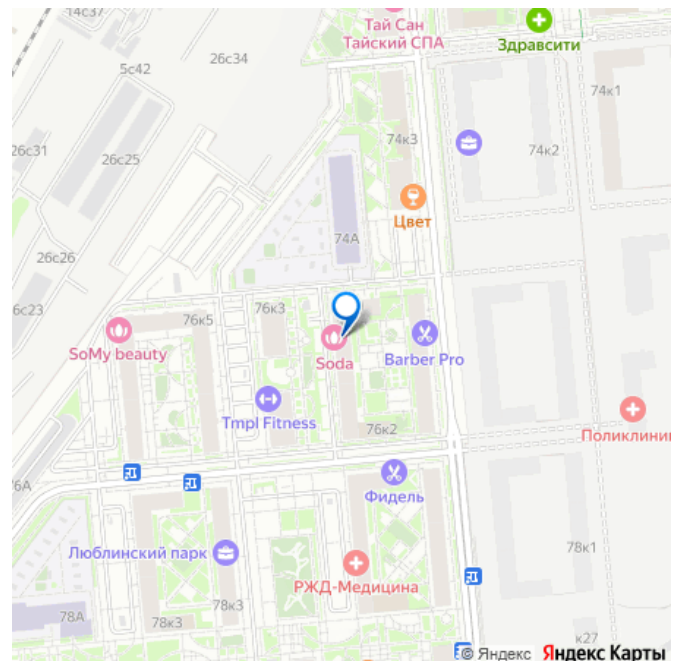 14с37
Тай Сан
Тайский СПА
Здравсити
26с34
5с42
74к1
74к3
74к2
26с31
26с25
Цвет
74А
26с26
6с23
76к3
76к5
SoMy beauty
Soda
Barber Pro
Tmpl Fitness
76к2
Поликлини
76А
Фидель
Люблинский парк
78к1
РЖД-Медицина
78А
78к3
78к3
к27
© Яндекс Яндекс Карты